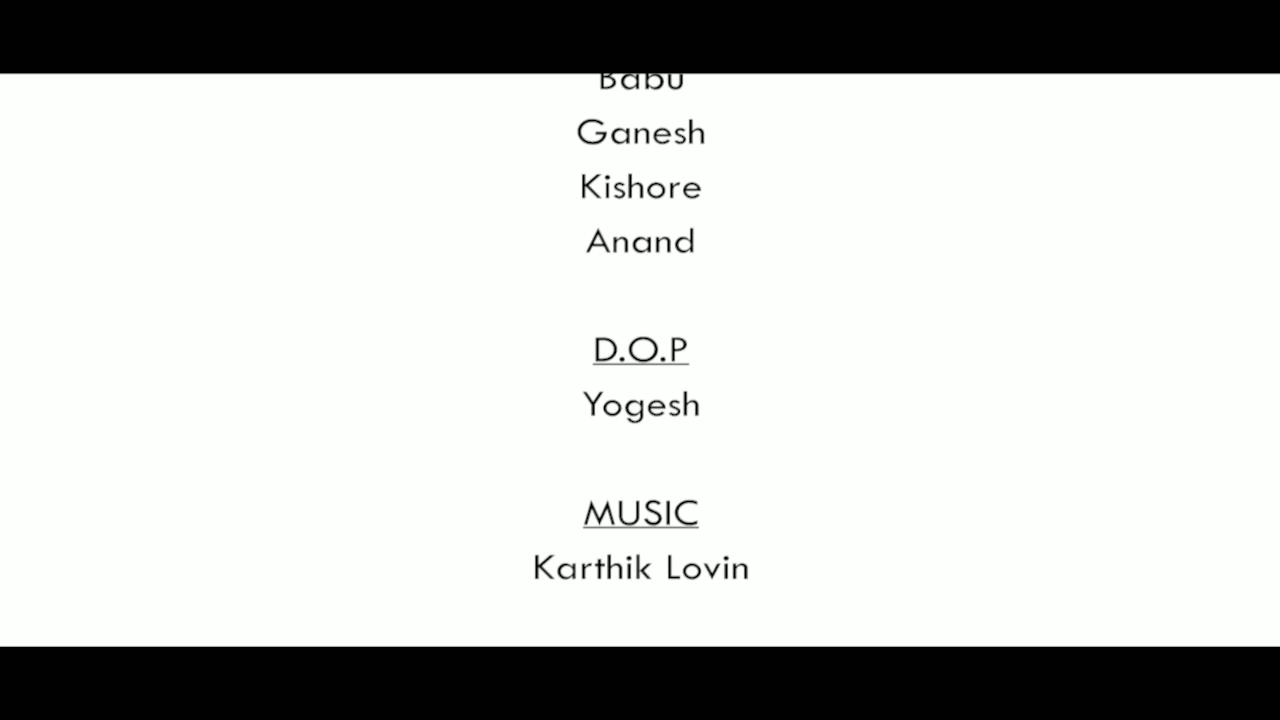 Babu
Ganesh
Kishore
Anand
D.O.P
Yogesh
MUSIC
Karthik Lovin